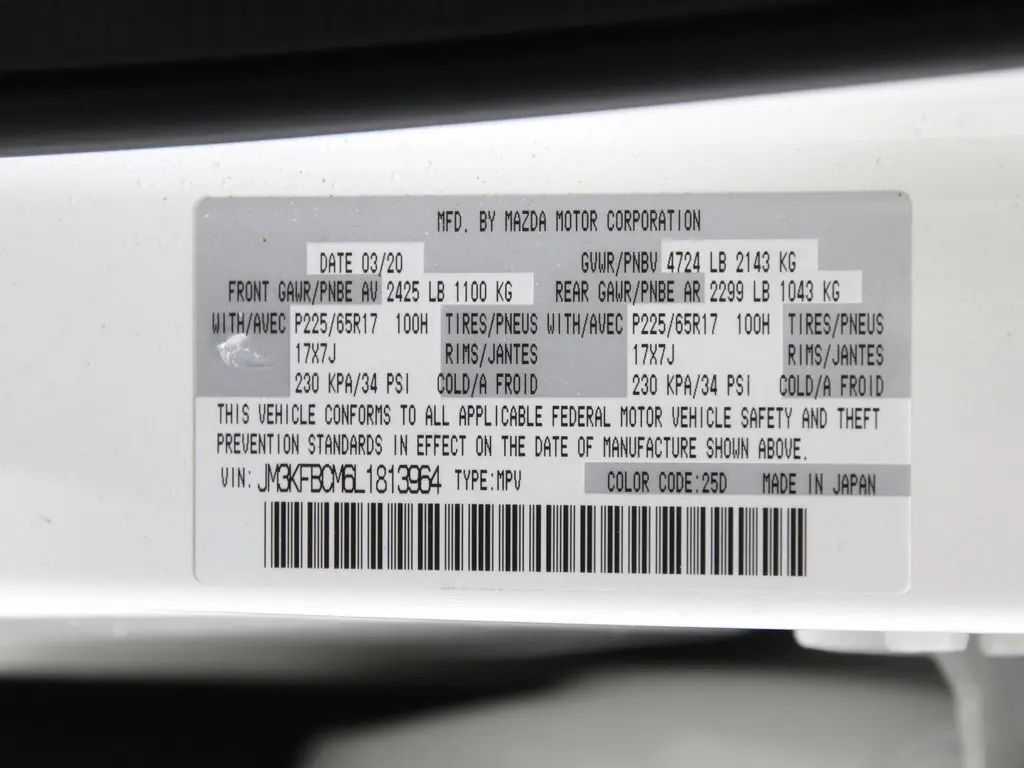 MFD. BY MAZDA MOTOR CORPORATION
DATE 03/20 GVWR/PNBV 4724 LB 2143 KG
FRONT GAWR/PNBE AV 2425 LB 1100 KG REAR GAWR/PNBE AR 2299 LB 1043 KG
WITH/AVEC P225/65R17 100H TIRES/PNEUS WITH/AVEC P225/65R17 100H TIRES/PNEUS
17X7J RIMS/JANTES 17X7J RIMS/JANTES
230 KPA/34 PSI COLD/A FROID 230 KPA/34 PSI COLD/A FROID
THIS VEHICLE CONFORMS TO ALL APPLICABLE FEDERAL MOTOR VEHICLE SAFETY AND THEFT
PREVENTION STANDARDS IN EFFECT ON THE DATE OF MANUFACTURE SHOWN ABOVE.
VIN: JM3KFBCM6L1813964 TYPE:MPV COLOR CODE:25D MADE IN JAPAN